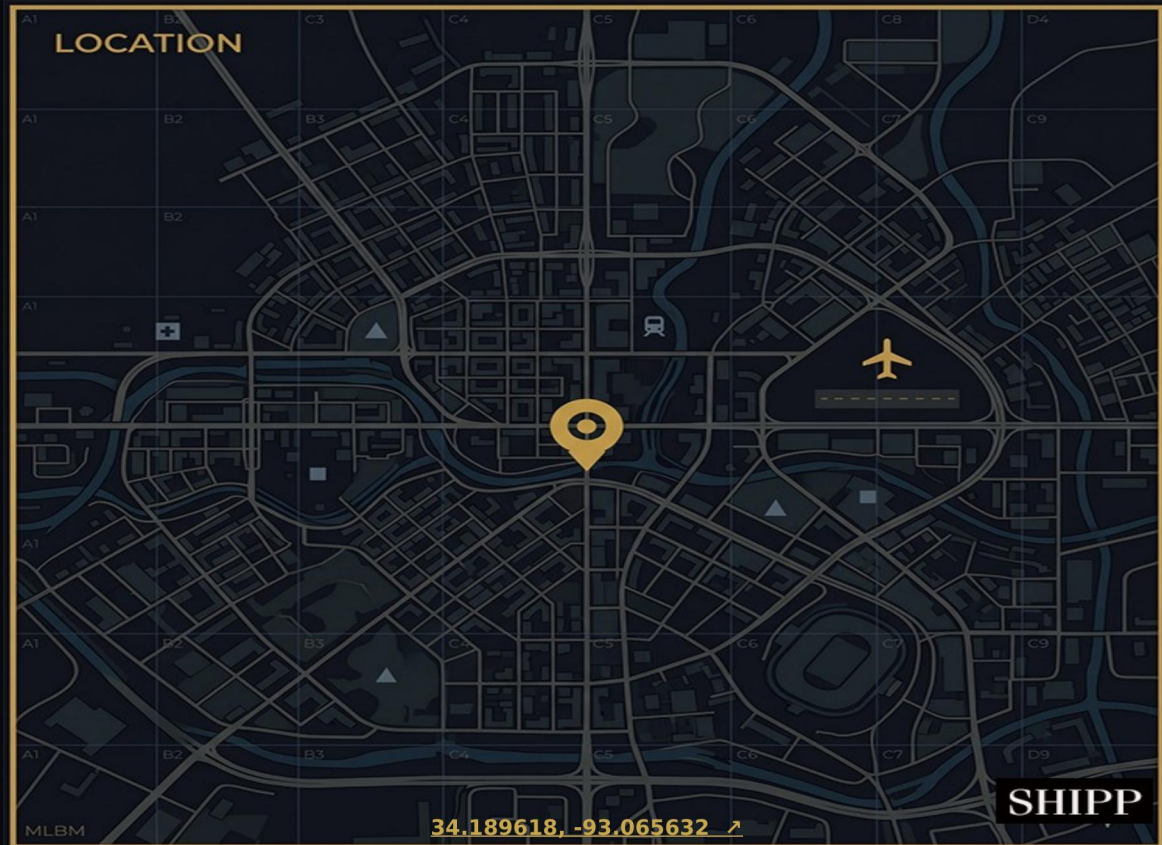 A1 B2 C3 C4 C5 C6 C8 D4
LOCATION
A1 B2 B3 C4 C5 C6 C7 C9
A1 B2
A1
A1
A1 B2 B3 C4 C5 C6 C7 C9
A1 B2 B3 C4 C5 C6 C7 D9
SHIPP
MLBM
34.189618, -93.065632 ↗